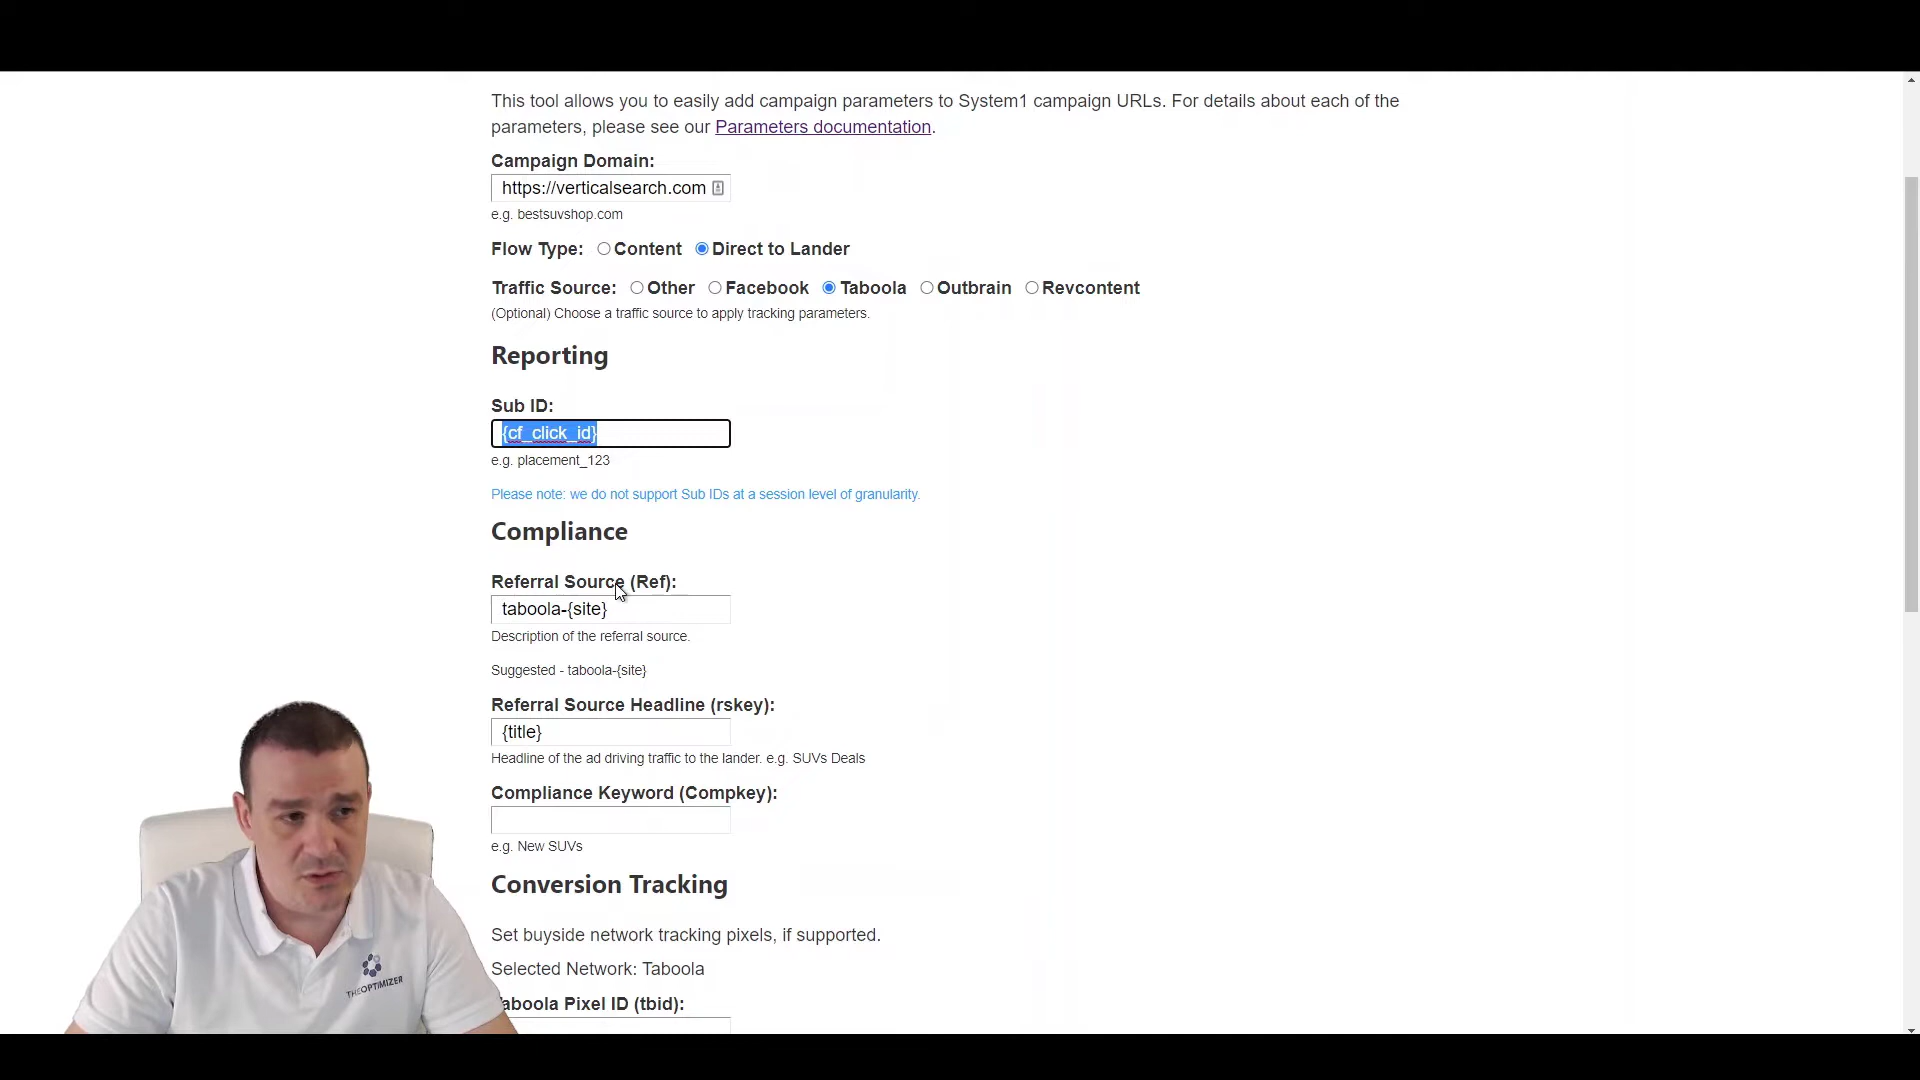 This tool allows you to easily add campaign parameters to System1 campaign URLs. For details about each of the
parameters, please see our Parameters documentation.
Campaign Domain:
https://verticalsearch.com
e.g. bestsuvshop.com
Flow Type: Content Direct to Lander
Traffic Source: Other Facebook Taboola Outbrain Revcontent
(Optional) Choose a traffic source to apply tracking parameters.
Reporting
Sub ID:
{cf_click_id}
e.g. placement_123
Please note: we do not support Sub IDs at a session level of granularity.
Compliance
Referral Source (Ref):
taboola-{site}
Description of the referral source.
Suggested - taboola-{site}
Referral Source Headline (rskey):
{title}
Headline of the ad driving traffic to the lander. e.g. SUVs Deals
Compliance Keyword (Compkey):
e.g. New SUVs
Conversion Tracking
Set buyside network tracking pixels, if supported.
Selected Network: Taboola
aboola Pixel ID (tbid):
THEOPTIMIZER